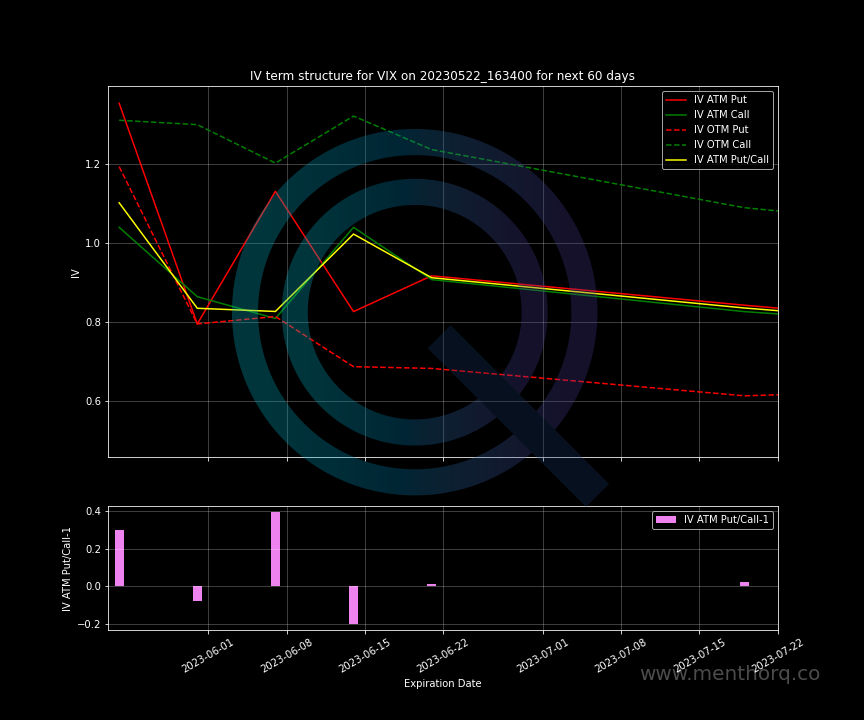 IV term structure for VIX on 20230522_163400 for next 60 days
IV ATM Put
IV ATM Call
IV OTM Put
IV OTM Call
IV ATM Put/Call
1.2
1.0
0.8
0.6
IV
IV ATM Put/Call-1
0.4
0.2
0.0
−0.2
IV ATM Put/Call-1
2023-06-01
2023-06-08
2023-06-15
2023-06-22
2023-07-01
2023-07-08
2023-07-15
2023-07-22
Expiration Date
www.menthorq.co